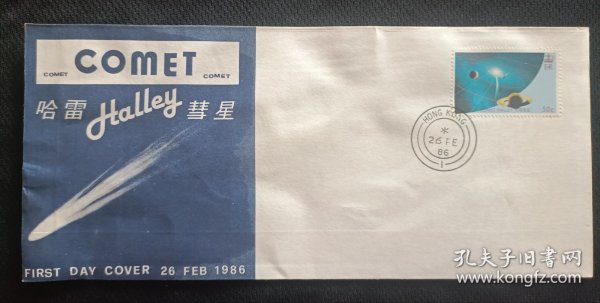 COMET
COMET COMET
哈雷 Halley 彗星
FIRST DAY COVER 26 FEB 1986
50c
HONG KONG
26 FE
86
1
孔夫子旧书网
www.kongfz.com